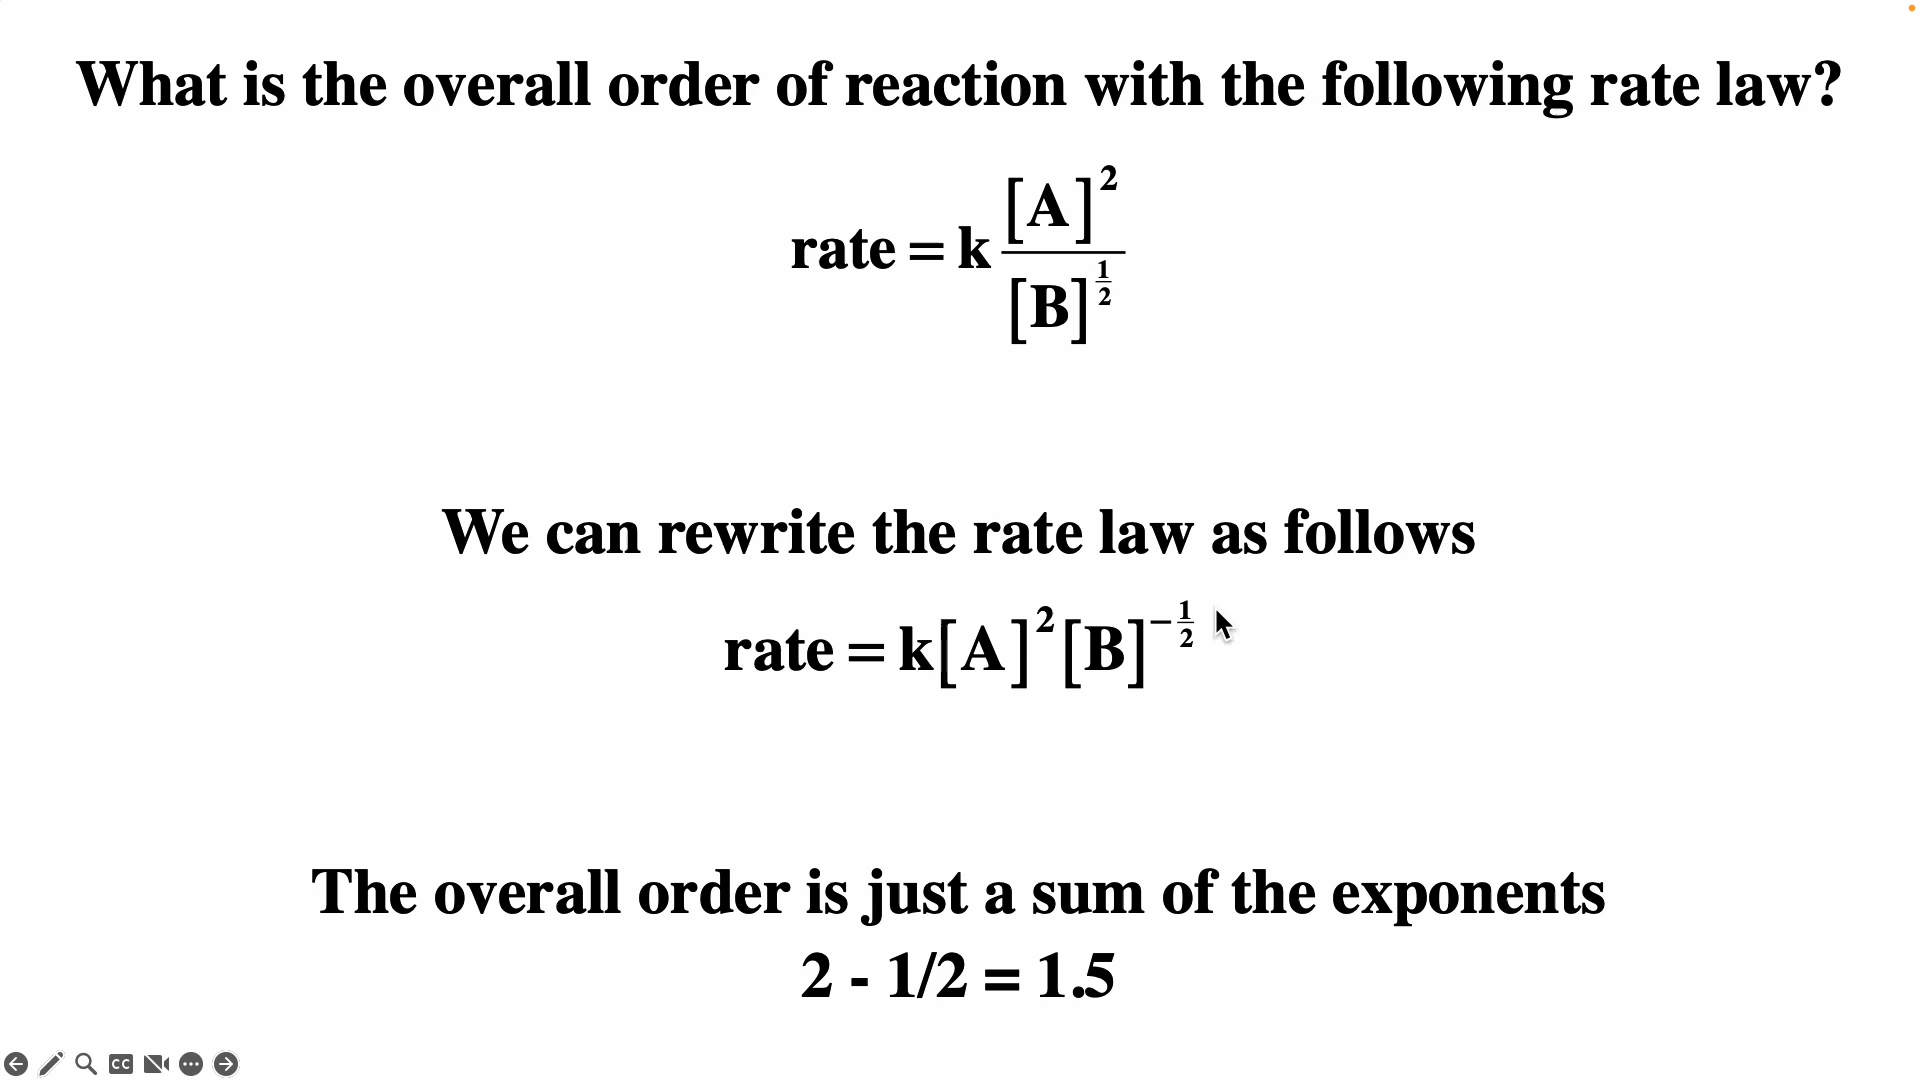 What is the overall order of reaction with the following rate law?
rate = k [A]^2 / [B]^1/2
We can rewrite the rate law as follows
rate = k[A]^2[B]^-1/2
The overall order is just a sum of the exponents
2 - 1/2 = 1.5
CC